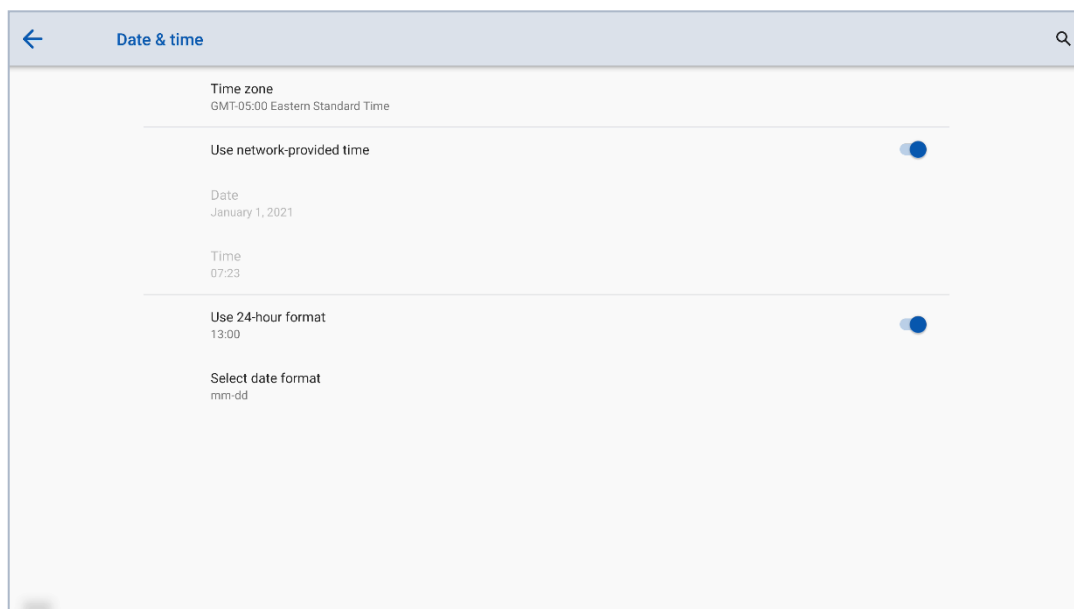 Date & time
Time zone
GMT-05:00 Eastern Standard Time
Use network-provided time
Date
January 1, 2021
Time
07:23
Use 24-hour format
13:00
Select date format
mm-dd